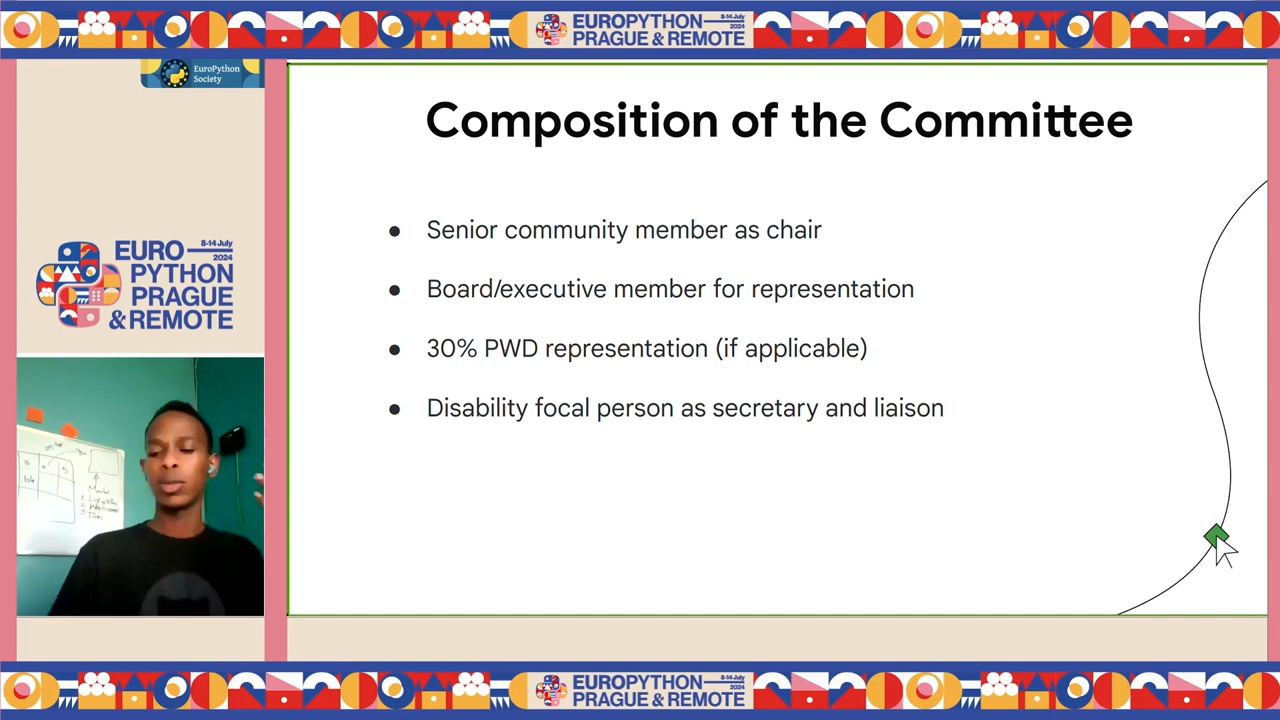 EUROPYTHON
8-14 July
2024
PRAGUE & REMOTE
EuroPython
Society
Composition of the Committee
● Senior community member as chair
● Board/executive member for representation
● 30% PWD representation (if applicable)
● Disability focal person as secretary and liaison
EURO
8-14 July
2024
PYTHON
PRAGUE
& REMOTE
EUROPYTHON
8-14 July
2024
PRAGUE & REMOTE